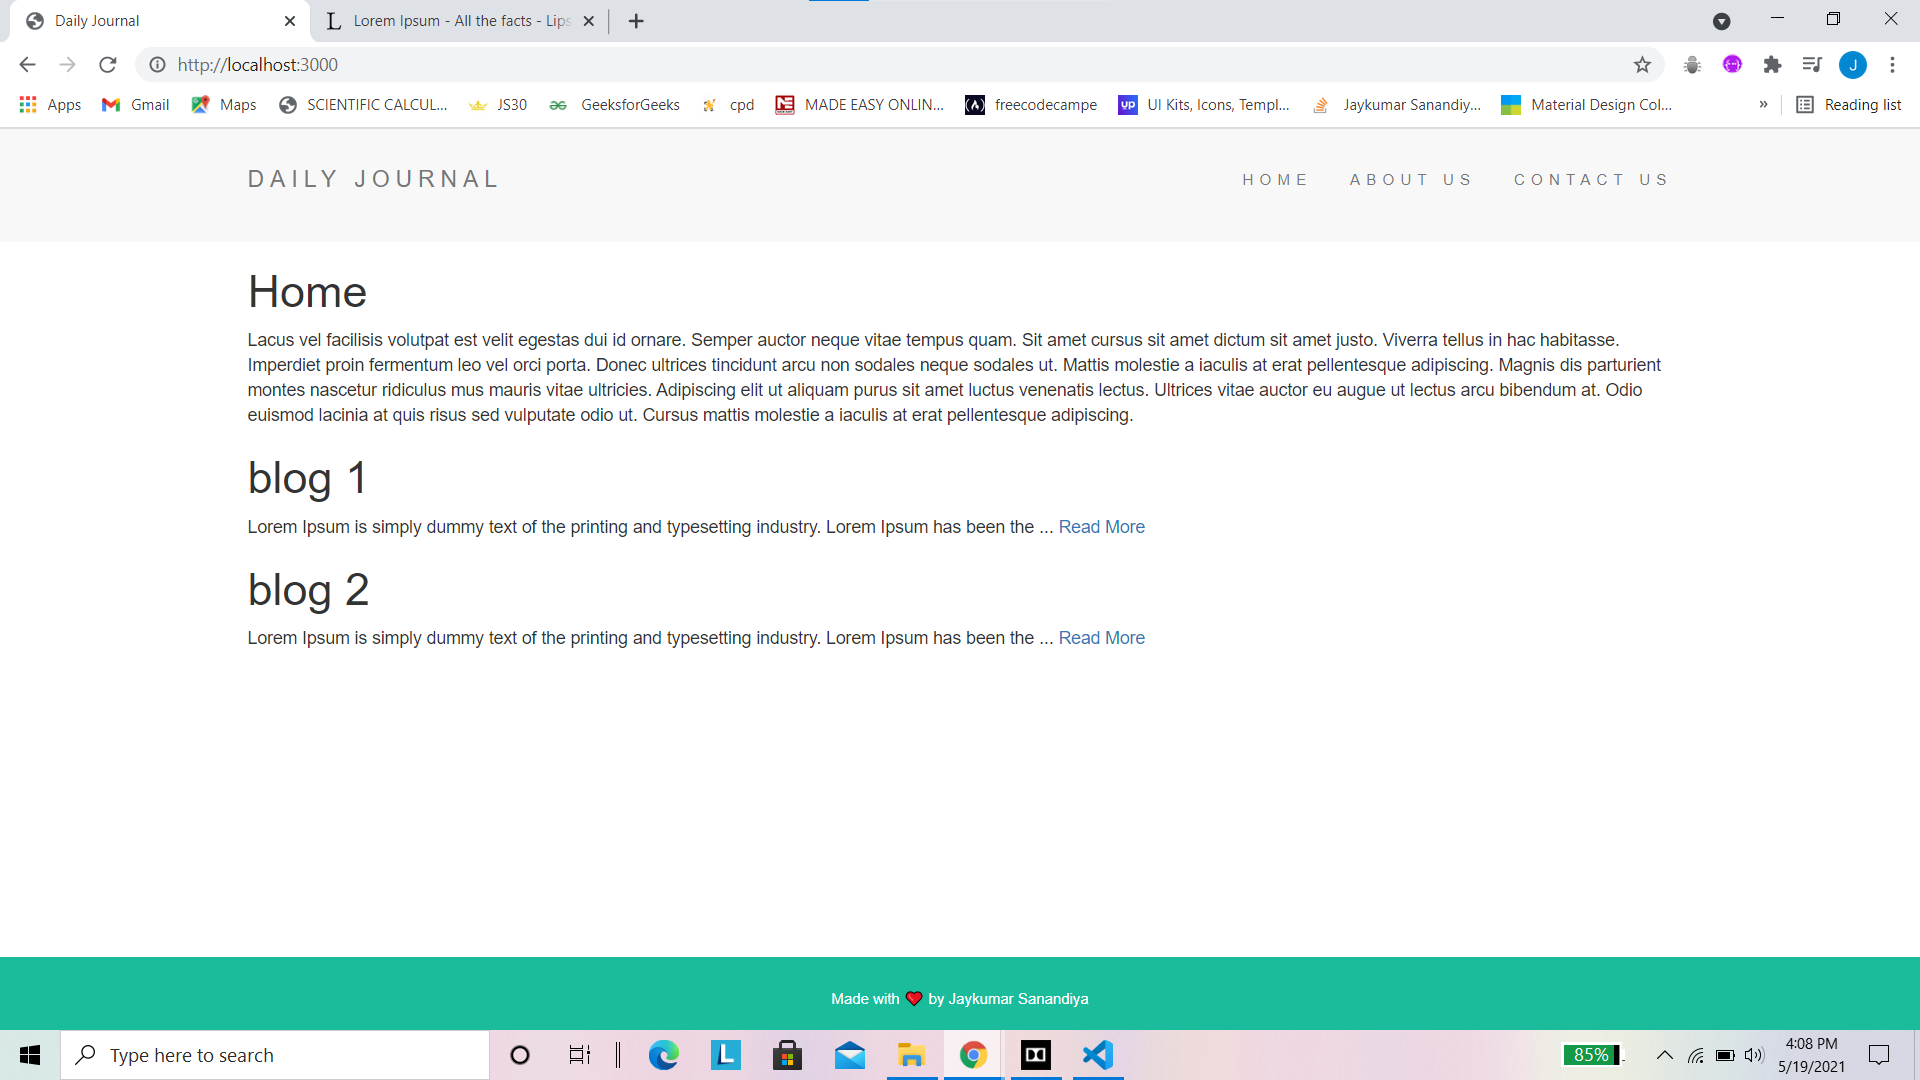 Daily Journal
Lorem Ipsum - All the facts - Lips
http://localhost:3000
J
Apps
Gmail
Maps
SCIENTIFIC CALCUL...
JS30
GeeksforGeeks
cpd
MADE EASY ONLIN...
freecodecampe
UI Kits, Icons, Templ...
Jaykumar Sanandiy...
Material Design Col...
»
Reading list
DAILY JOURNAL
HOME
ABOUT US
CONTACT US
Home
Lacus vel facilisis volutpat est velit egestas dui id ornare. Semper auctor neque vitae tempus quam. Sit amet cursus sit amet dictum sit amet justo. Viverra tellus in hac habitasse.
Imperdiet proin fermentum leo vel orci porta. Donec ultrices tincidunt arcu non sodales neque sodales ut. Mattis molestie a iaculis at erat pellentesque adipiscing. Magnis dis parturient
montes nascetur ridiculus mus mauris vitae ultricies. Adipiscing elit ut aliquam purus sit amet luctus venenatis lectus. Ultrices vitae auctor eu augue ut lectus arcu bibendum at. Odio
euismod lacinia at quis risus sed vulputate odio ut. Cursus mattis molestie a iaculis at erat pellentesque adipiscing.
blog 1
Lorem Ipsum is simply dummy text of the printing and typesetting industry. Lorem Ipsum has been the ... Read More
blog 2
Lorem Ipsum is simply dummy text of the printing and typesetting industry. Lorem Ipsum has been the ... Read More
Made with ❤ by Jaykumar Sanandiya
Type here to search
85%
4:08 PM
5/19/2021